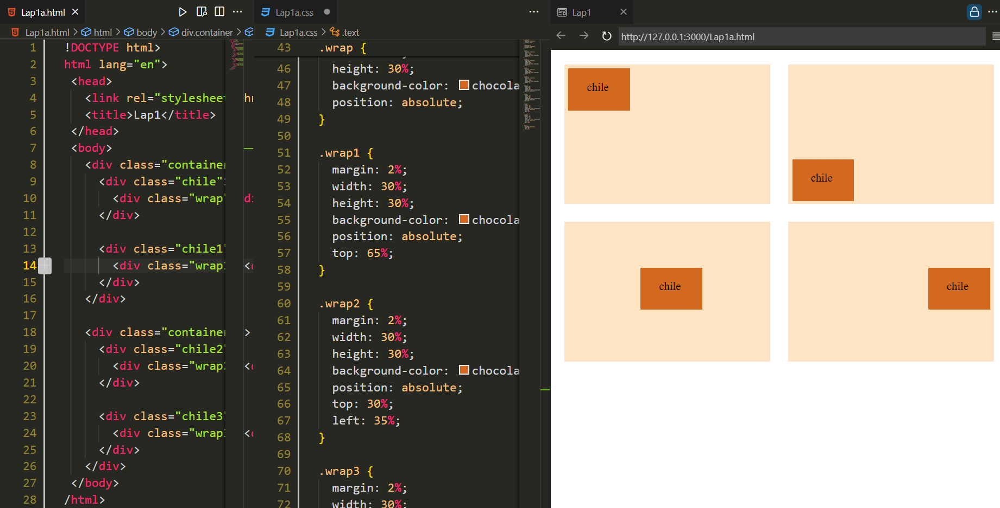 Lap1a.html
Lap1a.css
Lap1
Lap1a.html > html > body > div.container >
Lap1a.css > .text
http://127.0.0.1:3000/Lap1a.html
1 !DOCTYPE html>
2 html lang="en">
3 <head>
4 <link rel="stylesheet
5 <title>Lap1</title>
6 </head>
7 <body>
8 <div class="container
9 <div class="chile"
10 <div class="wrap"
11 </div>
12
13 <div class="chile1"
14 <div class="wrap1 <
15 </div>
16 </div>
17
18 <div class="container >
19 <div class="chile2"
20 <div class="wrap2 <
21 </div>
22
23 <div class="chile3"
24 <div class="wrap3 <
25 </div>
26 </div>
27 </body>
28 /html>
43 .wrap {
46 height: 30%;
47 background-color: chocola
48 position: absolute;
49 }
50
51 .wrap1 {
52 margin: 2%;
53 width: 30%;
54 height: 30%;
55 background-color: chocola
56 position: absolute;
57 top: 65%;
58 }
59
60 .wrap2 {
61 margin: 2%;
62 width: 30%;
63 height: 30%;
64 background-color: chocola
65 position: absolute;
66 top: 30%;
67 left: 35%;
68 }
69
70 .wrap3 {
71 margin: 2%;
72 width: 30%;
chile
chile
chile
chile